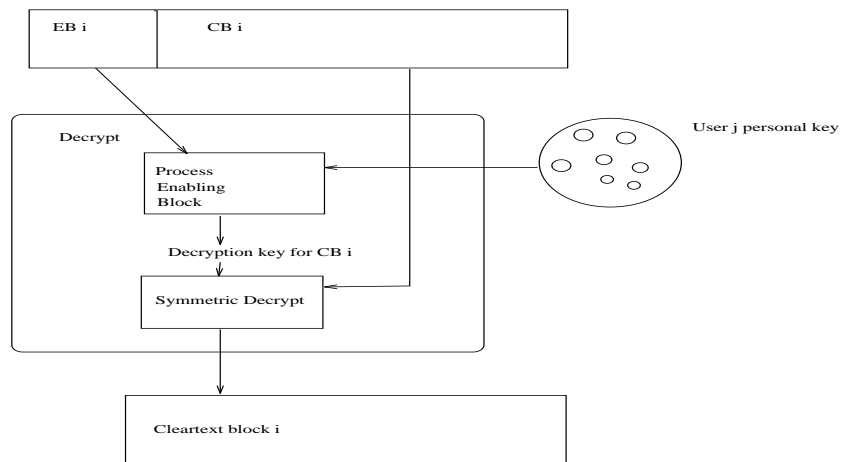 EB i
CB i
User j personal key
Decrypt
Process
Enabling
Block
Decryption key for CB i
Symmetric Decrypt
Cleartext block i